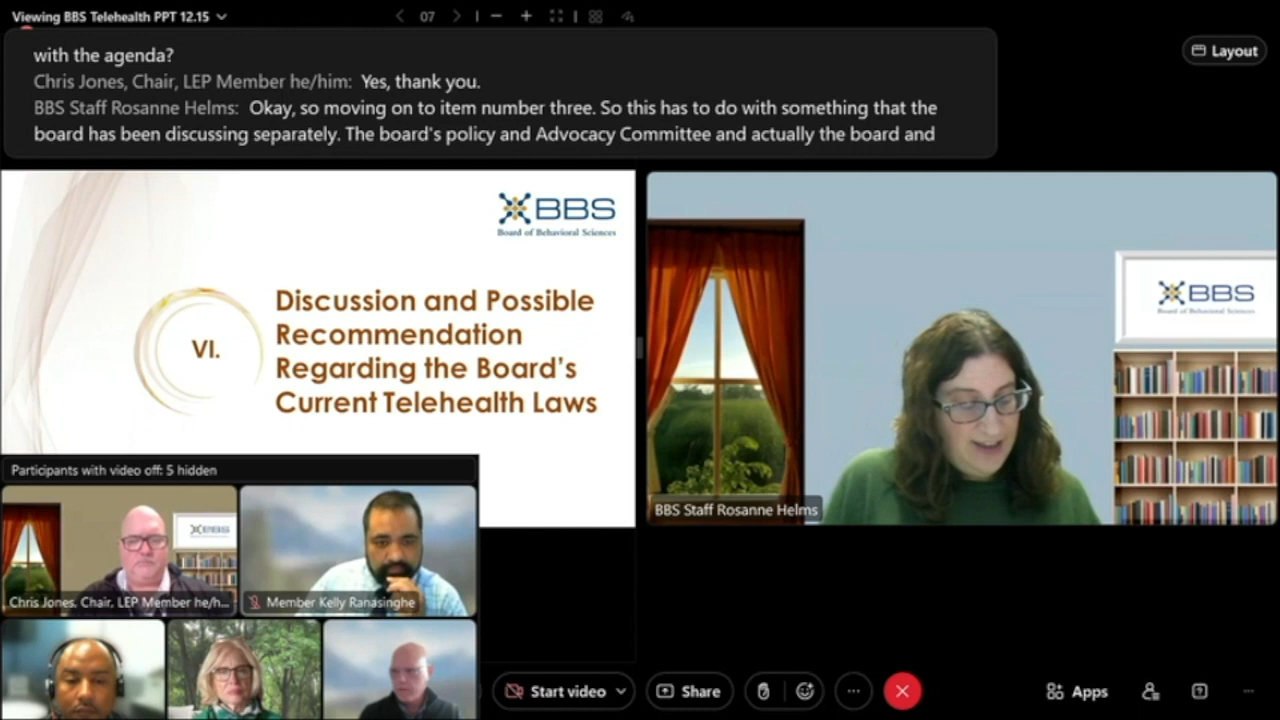 Viewing BBS Telehealth PPT 12.15
07
with the agenda?
Chris Jones, Chair, LEP Member he/him: Yes, thank you.
BBS Staff Rosanne Helms: Okay, so moving on to item number three. So this has to do with something that the
board has been discussing separately. The board's policy and Advocacy Committee and actually the board and
Layout
BBS
Board of Behavioral Sciences
VI.
Discussion and Possible
Recommendation
Regarding the Board's
Current Telehealth Laws
BBS
Board of Behavioral Sciences
BBS Staff Rosanne Helms
Participants with video off: 5 hidden
BBS
Chris Jones, Chair, LEP Member he/h...
Member Kelly Ranasinghe
Start video
Share
Apps